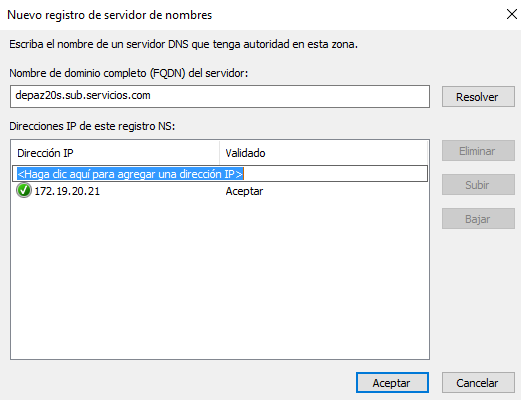 Nuevo registro de servidor de nombres
Escriba el nombre de un servidor DNS que tenga autoridad en esta zona.
Nombre de dominio completo (FQDN) del servidor:
depaz20s.sub.servicios.com
Resolver
Direcciones IP de este registro NS:
Dirección IP Validado
<Haga clic aquí para agregar una dirección IP>
172.19.20.21 Aceptar
Eliminar
Subir
Bajar
Aceptar Cancelar